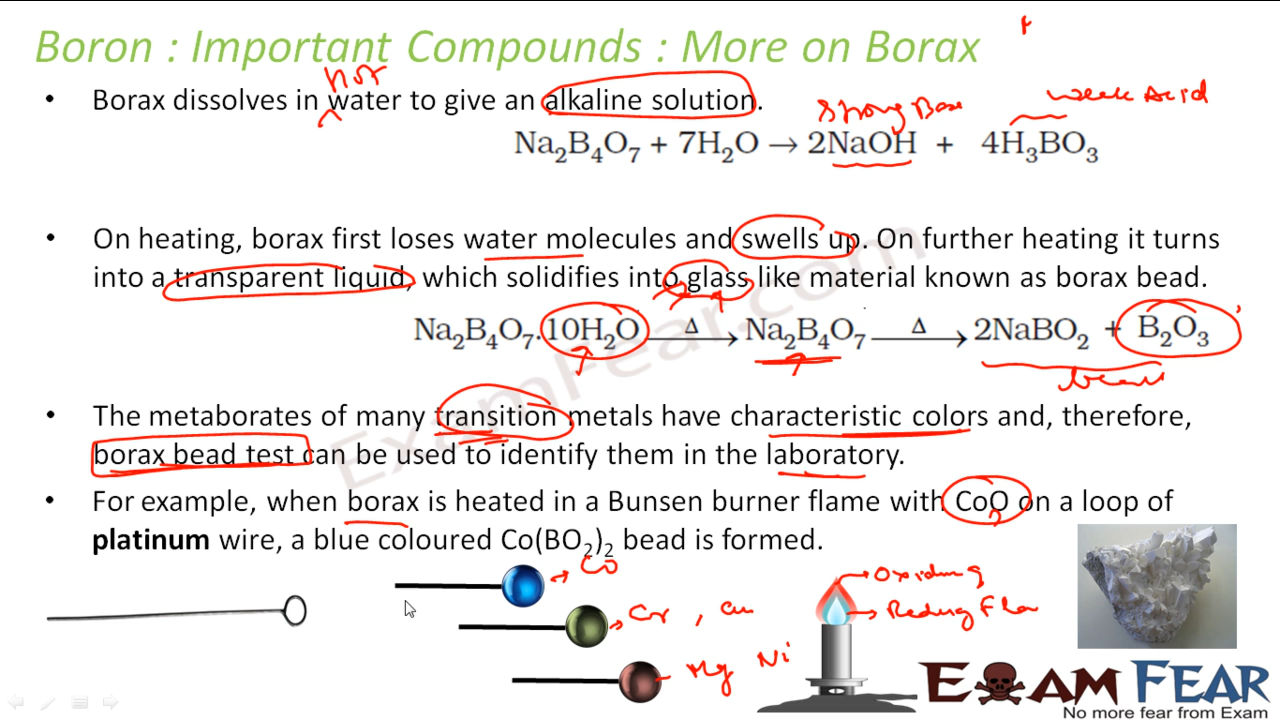 Boron : Important Compounds : More on Borax
hot
• Borax dissolves in water to give an alkaline solution.
Strong Base
weak Acid
Na₂B₄O₇ + 7H₂O → 2NaOH + 4H₃BO₃
• On heating, borax first loses water molecules and swells up. On further heating it turns
into a transparent liquid, which solidifies into glass like material known as borax bead.
Na₂B₄O₇.10H₂O —Δ→ Na₂B₄O₇ —Δ→ 2NaBO₂ + B₂O₃
• The metaborates of many transition metals have characteristic colors and, therefore,
borax bead test can be used to identify them in the laboratory.
• For example, when borax is heated in a Bunsen burner flame with CoO on a loop of
platinum wire, a blue coloured Co(BO₂)₂ bead is formed.
Co
Cr , Cu
Ni
ExamFear.com
EXAM FEAR
No more fear from Exam